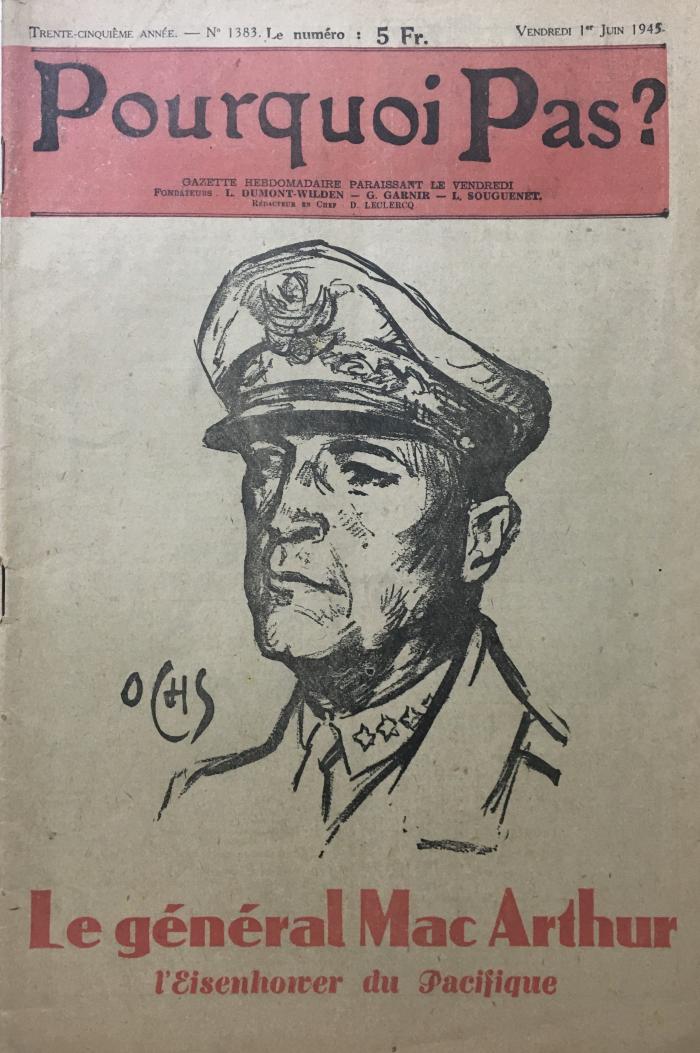 TRENTE-CINQUIÈME ANNÉE. — N° 1383. Le numéro : 5 Fr. VENDREDI 1er JUIN 1945-
Pourquoi Pas?
GAZETTE HEBDOMADAIRE PARAISSANT LE VENDREDI
FONDATEURS . L. DUMONT-WILDEN — G. GARNIR — L. SOUGUENET.
RÉDACTEUR EN CHEF . D. LECLERCQ
OCHS
Le général Mac Arthur
l'Eisenhower du Pacifique